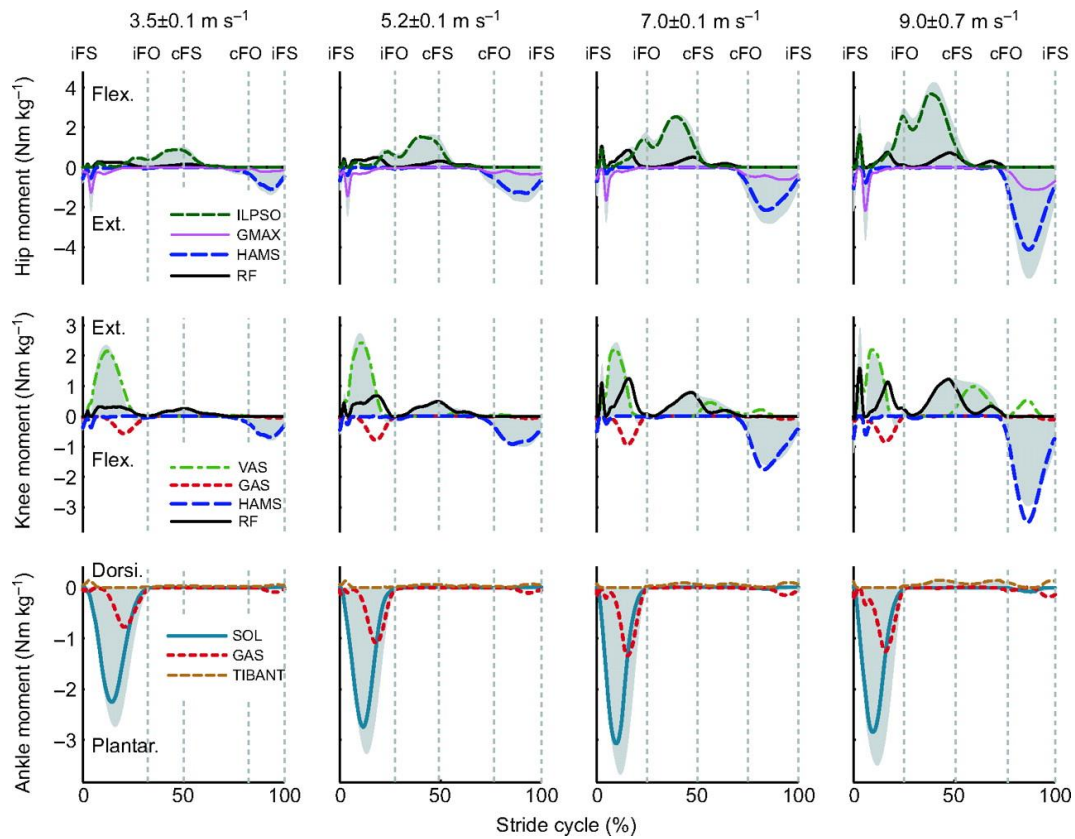 3.5±0.1 m s⁻¹ 5.2±0.1 m s⁻¹ 7.0±0.1 m s⁻¹ 9.0±0.7 m s⁻¹
iFS iFO cFS cFO iFS iFS iFO cFS cFO iFS iFS iFO cFS cFO iFS iFS iFO cFS cFO iFS
Hip moment (Nm kg⁻¹)
4
2
0
−2
−4
Flex.
Ext.
ILPSO
GMAX
HAMS
RF
Knee moment (Nm kg⁻¹)
3
2
1
0
−1
−2
−3
Ext.
Flex.
VAS
GAS
HAMS
RF
Ankle moment (Nm kg⁻¹)
0
−1
−2
−3
Dorsi.
SOL
GAS
TIBANT
Plantar.
0 50 100 0 50 100 0 50 100 0 50 100
Stride cycle (%)